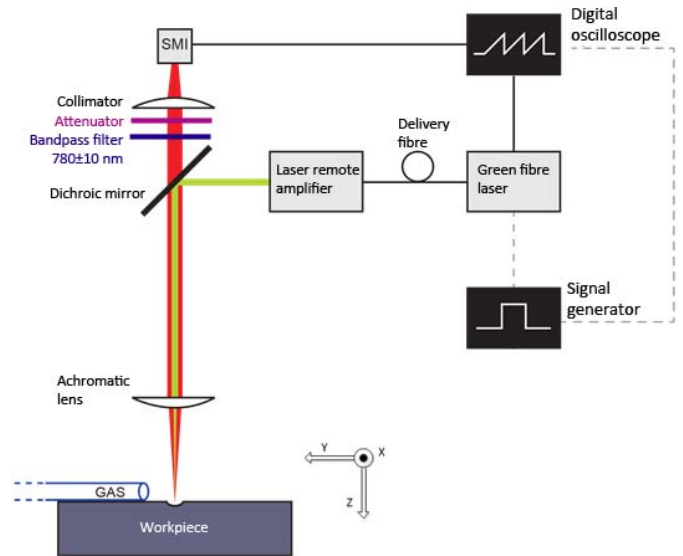 SMI
Digital
oscilloscope
Collimator
Attenuator
Bandpass filter
780±10 nm
Dichroic mirror
Delivery
fibre
Laser remote
amplifier
Green fibre
laser
Signal
generator
Achromatic
lens
Y
X
Z
GAS
Workpiece